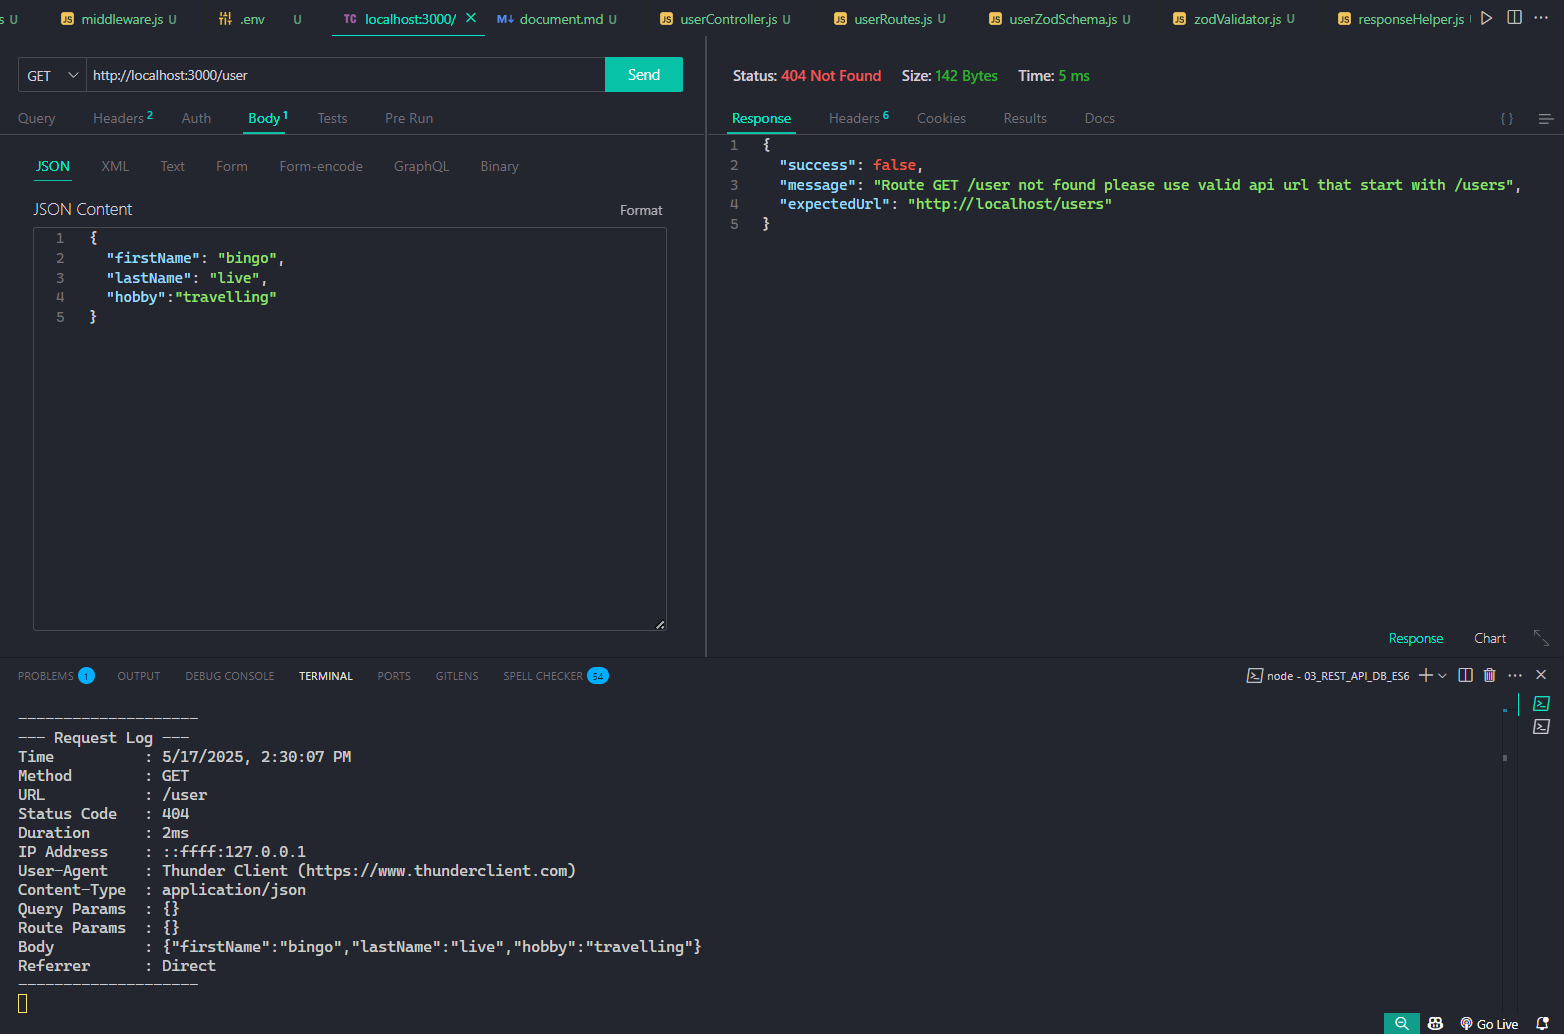 s U JS middleware.js U .env U TC localhost:3000/ × M↓ document.md U JS userController.js U JS userRoutes.js U JS userZodSchema.js U JS zodValidator.js U JS responseHelper.js
GET http://localhost:3000/user Send
Query Headers 2 Auth Body 1 Tests Pre Run
JSON XML Text Form Form-encode GraphQL Binary
JSON Content Format
1 {
2 "firstName": "bingo",
3 "lastName": "live",
4 "hobby":"travelling"
5 }
Status: 404 Not Found Size: 142 Bytes Time: 5 ms
Response Headers 6 Cookies Results Docs { }
1 {
2 "success": false,
3 "message": "Route GET /user not found please use valid api url that start with /users",
4 "expectedUrl": "http://localhost/users"
5 }
Response Chart
PROBLEMS 1 OUTPUT DEBUG CONSOLE TERMINAL PORTS GITLENS SPELL CHECKER 54 node - 03_REST_API_DB_ES6
--------------------
--- Request Log ---
Time : 5/17/2025, 2:30:07 PM
Method : GET
URL : /user
Status Code : 404
Duration : 2ms
IP Address : ::ffff:127.0.0.1
User-Agent : Thunder Client (https://www.thunderclient.com)
Content-Type : application/json
Query Params : {}
Route Params : {}
Body : {"firstName":"bingo","lastName":"live","hobby":"travelling"}
Referrer : Direct
--------------------
Go Live